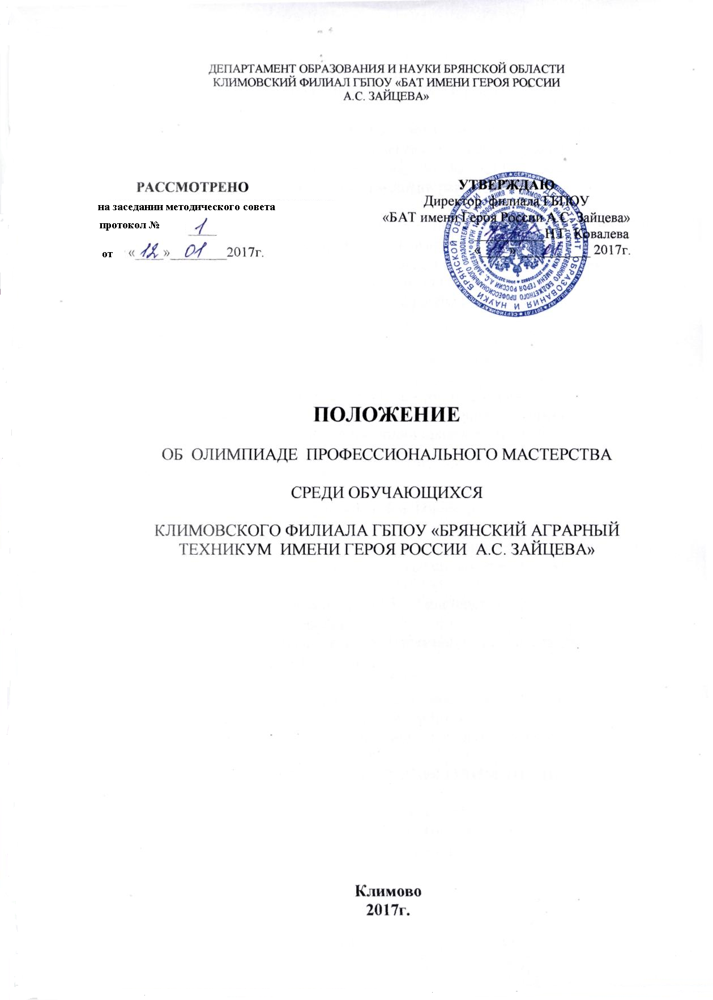 ДЕПАРТАМЕНТ ОБРАЗОВАНИЯ И НАУКИ БРЯНСКОЙ ОБЛАСТИ
КЛИМОВСКИЙ ФИЛИАЛ ГБПОУ «БАТ ИМЕНИ ГЕРОЯ РОССИИ
А.С. ЗАЙЦЕВА»
РАССМОТРЕНО
на заседании методического совета
протокол № 1
от «12» 01 2017г.
УТВЕРЖДАЮ
Директор филиала ГБПОУ
«БАТ имени Героя России А.С. Зайцева»
Н.Г. Ковалева
« » 01 2017г.
ПОЛОЖЕНИЕ
ОБ ОЛИМПИАДЕ ПРОФЕССИОНАЛЬНОГО МАСТЕРСТВА
СРЕДИ ОБУЧАЮЩИХСЯ
КЛИМОВСКОГО ФИЛИАЛА ГБПОУ «БРЯНСКИЙ АГРАРНЫЙ
ТЕХНИКУМ ИМЕНИ ГЕРОЯ РОССИИ А.С. ЗАЙЦЕВА»
Климово
2017г.